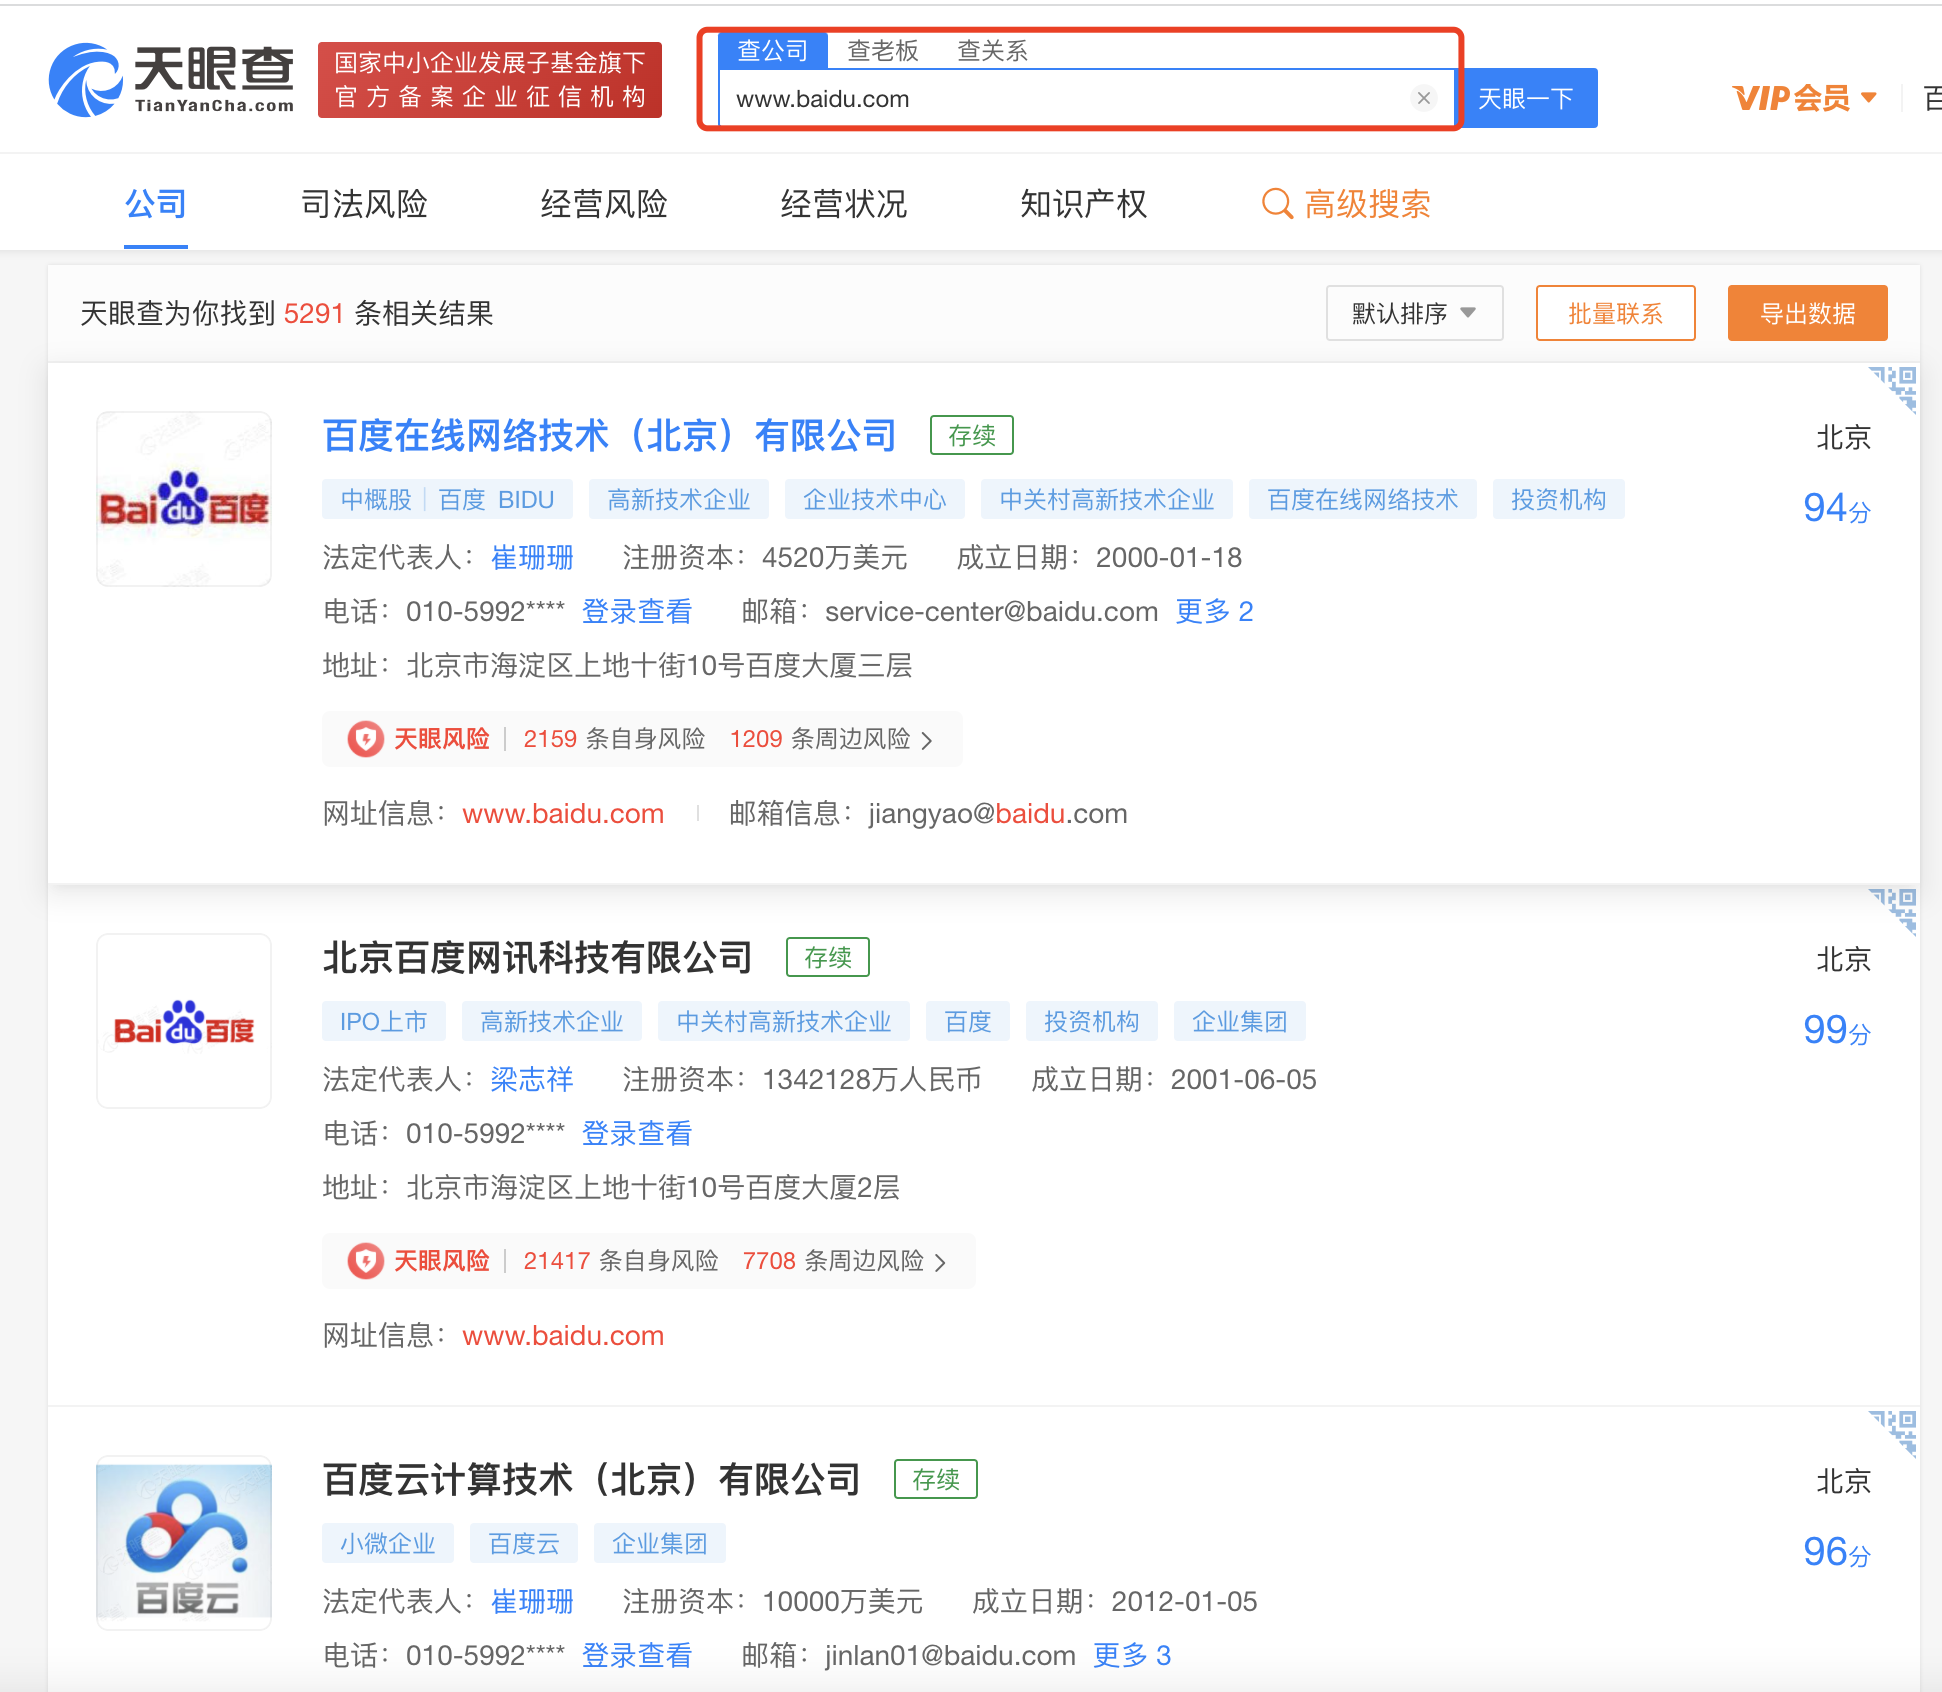 天眼查
TianYanCha.com
国家中小企业发展子基金旗下
官方备案企业征信机构
查公司 查老板 查关系
www.baidu.com × 天眼一下
VIP会员
公司 司法风险 经营风险 经营状况 知识产权 高级搜索
天眼查为你找到 5291 条相关结果 默认排序 批量联系 导出数据
Bai du 百度
百度在线网络技术（北京）有限公司 存续 北京
中概股 百度 BIDU 高新技术企业 企业技术中心 中关村高新技术企业 百度在线网络技术 投资机构 94分
法定代表人： 崔珊珊 注册资本： 4520万美元 成立日期： 2000-01-18
电话： 010-5992**** 登录查看 邮箱： service-center@baidu.com 更多 2
地址： 北京市海淀区上地十街10号百度大厦三层
天眼风险 2159 条自身风险 1209 条周边风险 >
网址信息： www.baidu.com 邮箱信息： jiangyao@baidu.com
Bai du 百度
北京百度网讯科技有限公司 存续 北京
IPO上市 高新技术企业 中关村高新技术企业 百度 投资机构 企业集团 99分
法定代表人： 梁志祥 注册资本： 1342128万人民币 成立日期： 2001-06-05
电话： 010-5992**** 登录查看
地址： 北京市海淀区上地十街10号百度大厦2层
天眼风险 21417 条自身风险 7708 条周边风险 >
网址信息： www.baidu.com
百度云
百度云计算技术（北京）有限公司 存续 北京
小微企业 百度云 企业集团 96分
法定代表人： 崔珊珊 注册资本： 10000万美元 成立日期： 2012-01-05
电话： 010-5992**** 登录查看 邮箱： jinlan01@baidu.com 更多 3